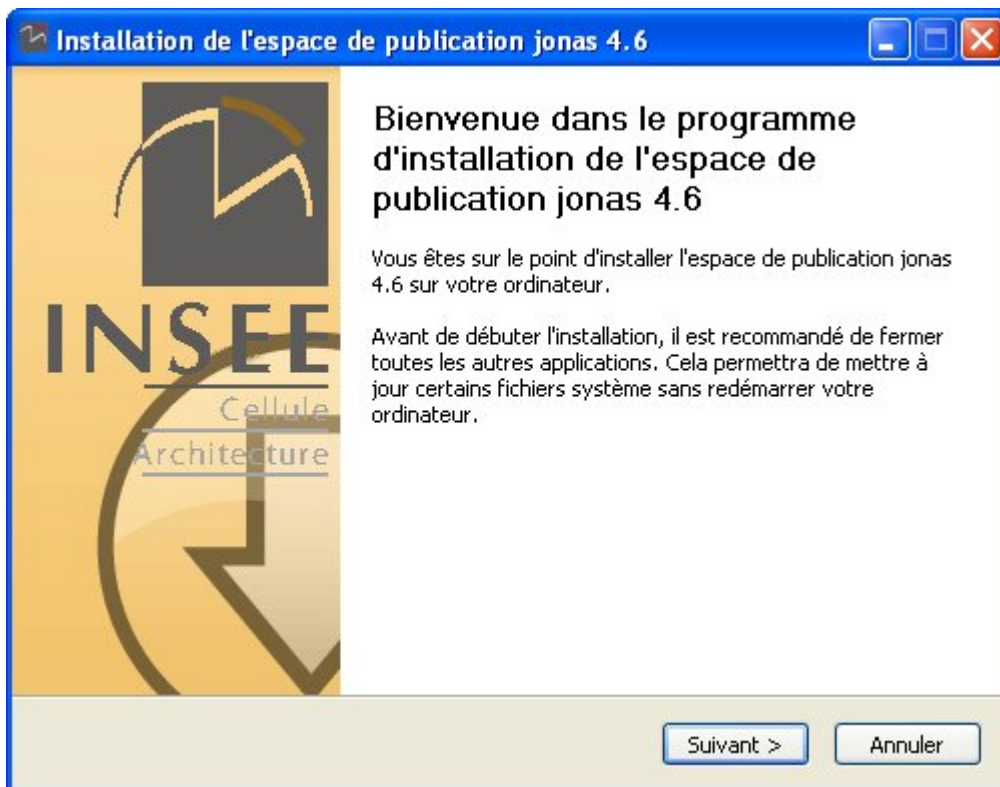 Installation de l'espace de publication jonas 4.6
Bienvenue dans le programme
d'installation de l'espace de
publication jonas 4.6
Vous êtes sur le point d'installer l'espace de publication jonas
4.6 sur votre ordinateur.
Avant de débuter l'installation, il est recommandé de fermer
toutes les autres applications. Cela permettra de mettre à
jour certains fichiers système sans redémarrer votre
ordinateur.
INSEE
Cellule
Architecture
Suivant >
Annuler